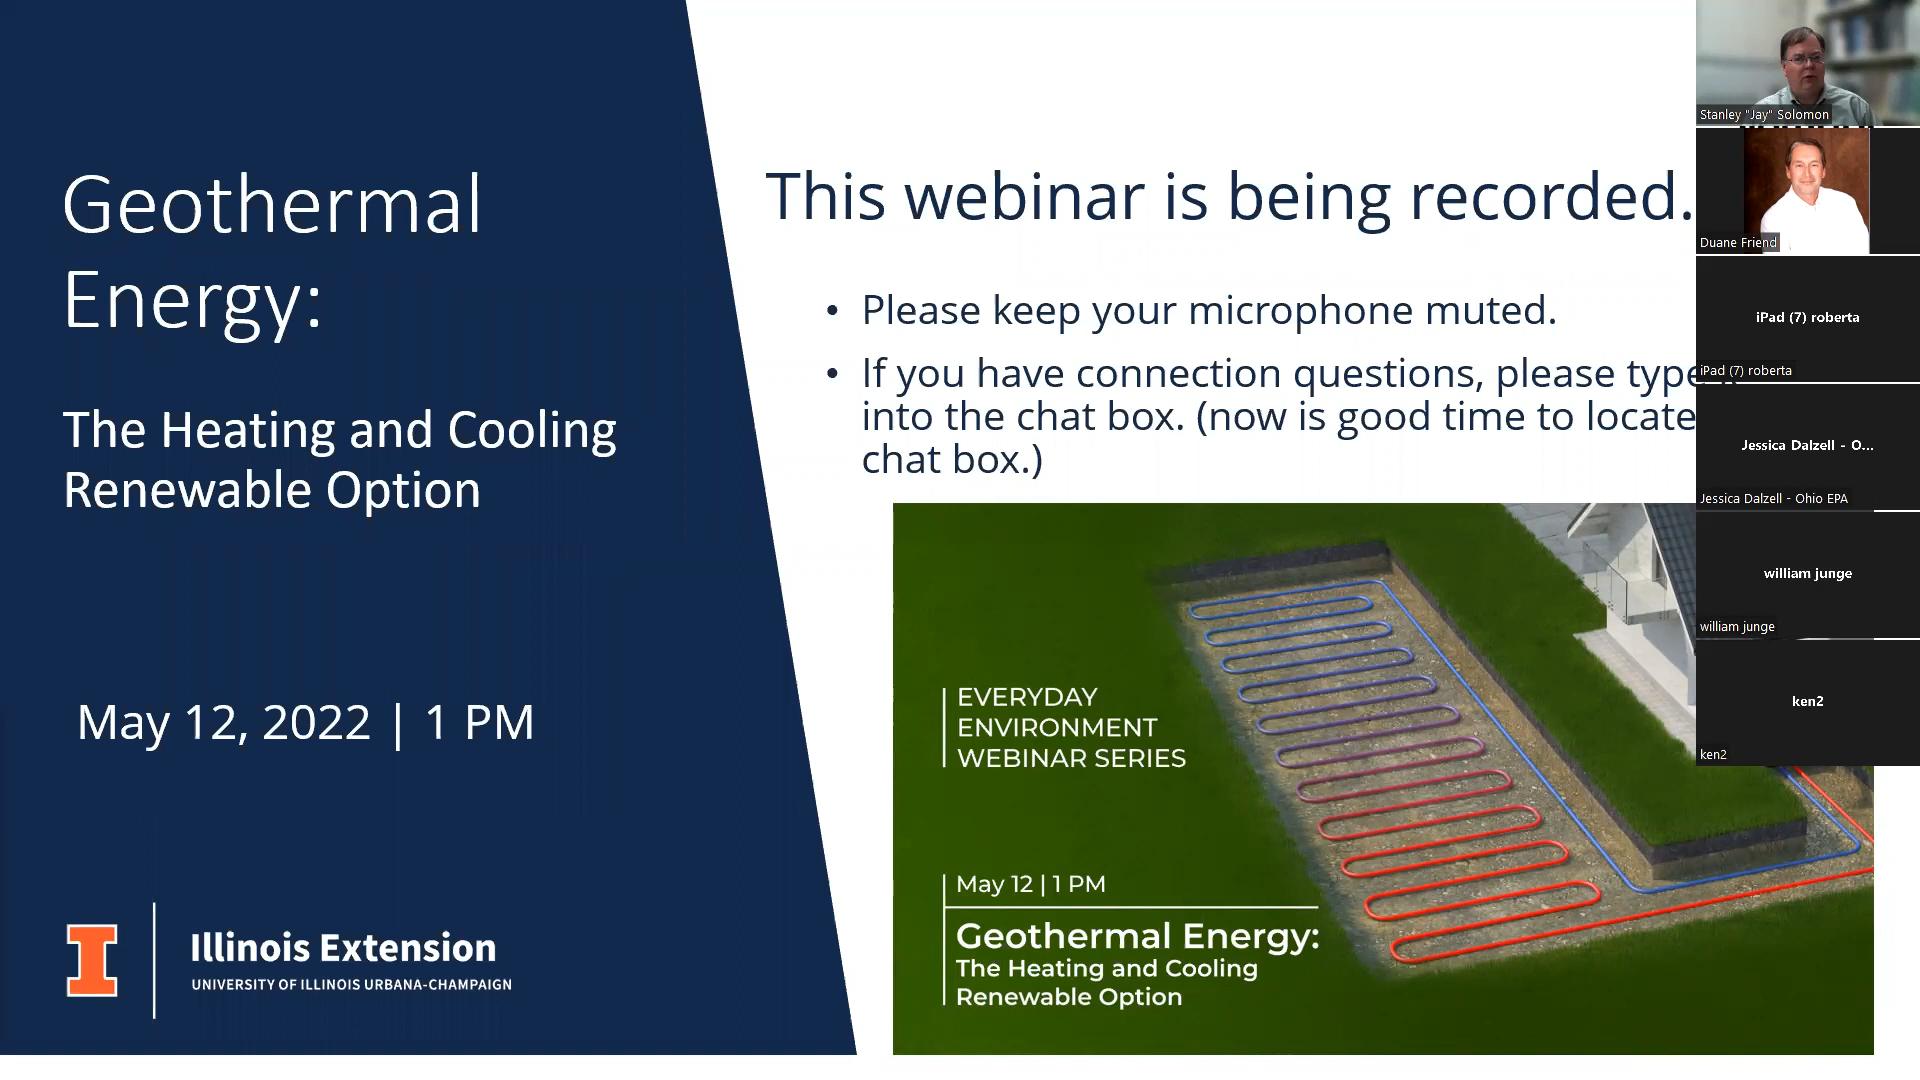 Geothermal
Energy:
The Heating and Cooling
Renewable Option
May 12, 2022 | 1 PM
I
Illinois Extension
UNIVERSITY OF ILLINOIS URBANA-CHAMPAIGN
This webinar is being recorded.
• Please keep your microphone muted.
• If you have connection questions, please type
into the chat box. (now is good time to locate
chat box.)
EVERYDAY
ENVIRONMENT
WEBINAR SERIES
May 12 | 1 PM
Geothermal Energy:
The Heating and Cooling
Renewable Option
Stanley "Jay" Solomon
Duane Friend
iPad (7) roberta
iPad (7) roberta
Jessica Dalzell - O...
Jessica Dalzell - Ohio EPA
william junge
william junge
ken2
ken2